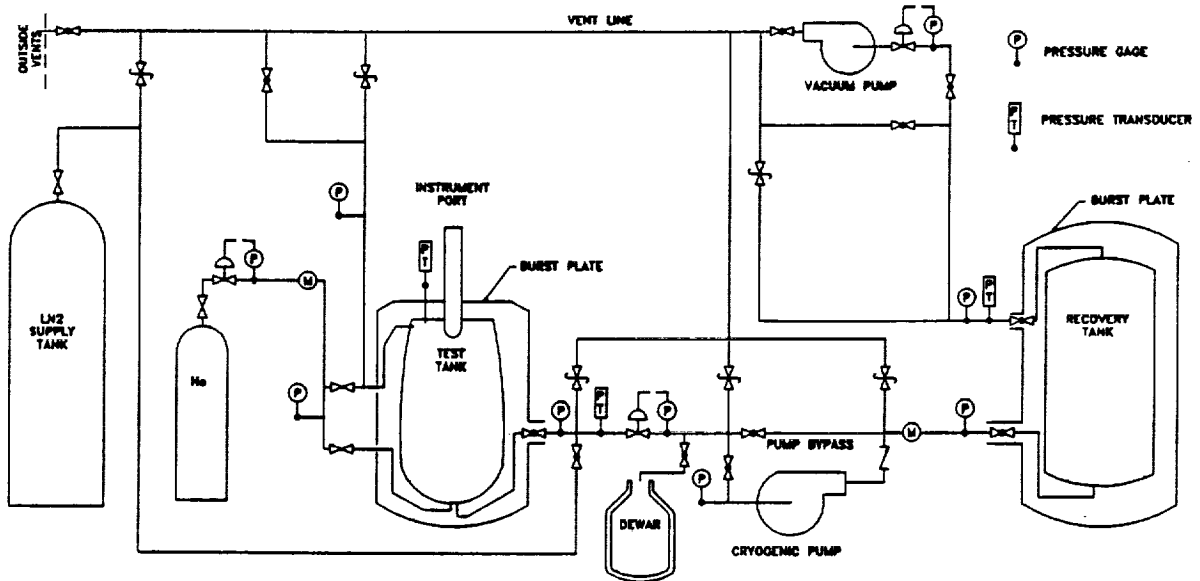 OUTSIDE
VENTS
VENT LINE
VACUUM PUMP
P
P
PRESSURE GAGE
P
T
PRESSURE TRANSDUCER
INSTRUMENT
PORT
P
P
T
BURST PLATE
BURST PLATE
P
M
LN2
SUPPLY
TANK
He
TEST
TANK
P
P
T
RECOVERY
TANK
P
P
P
T
P
PUMP BYPASS
M
P
P
DEWAR
CRYOGENIC PUMP